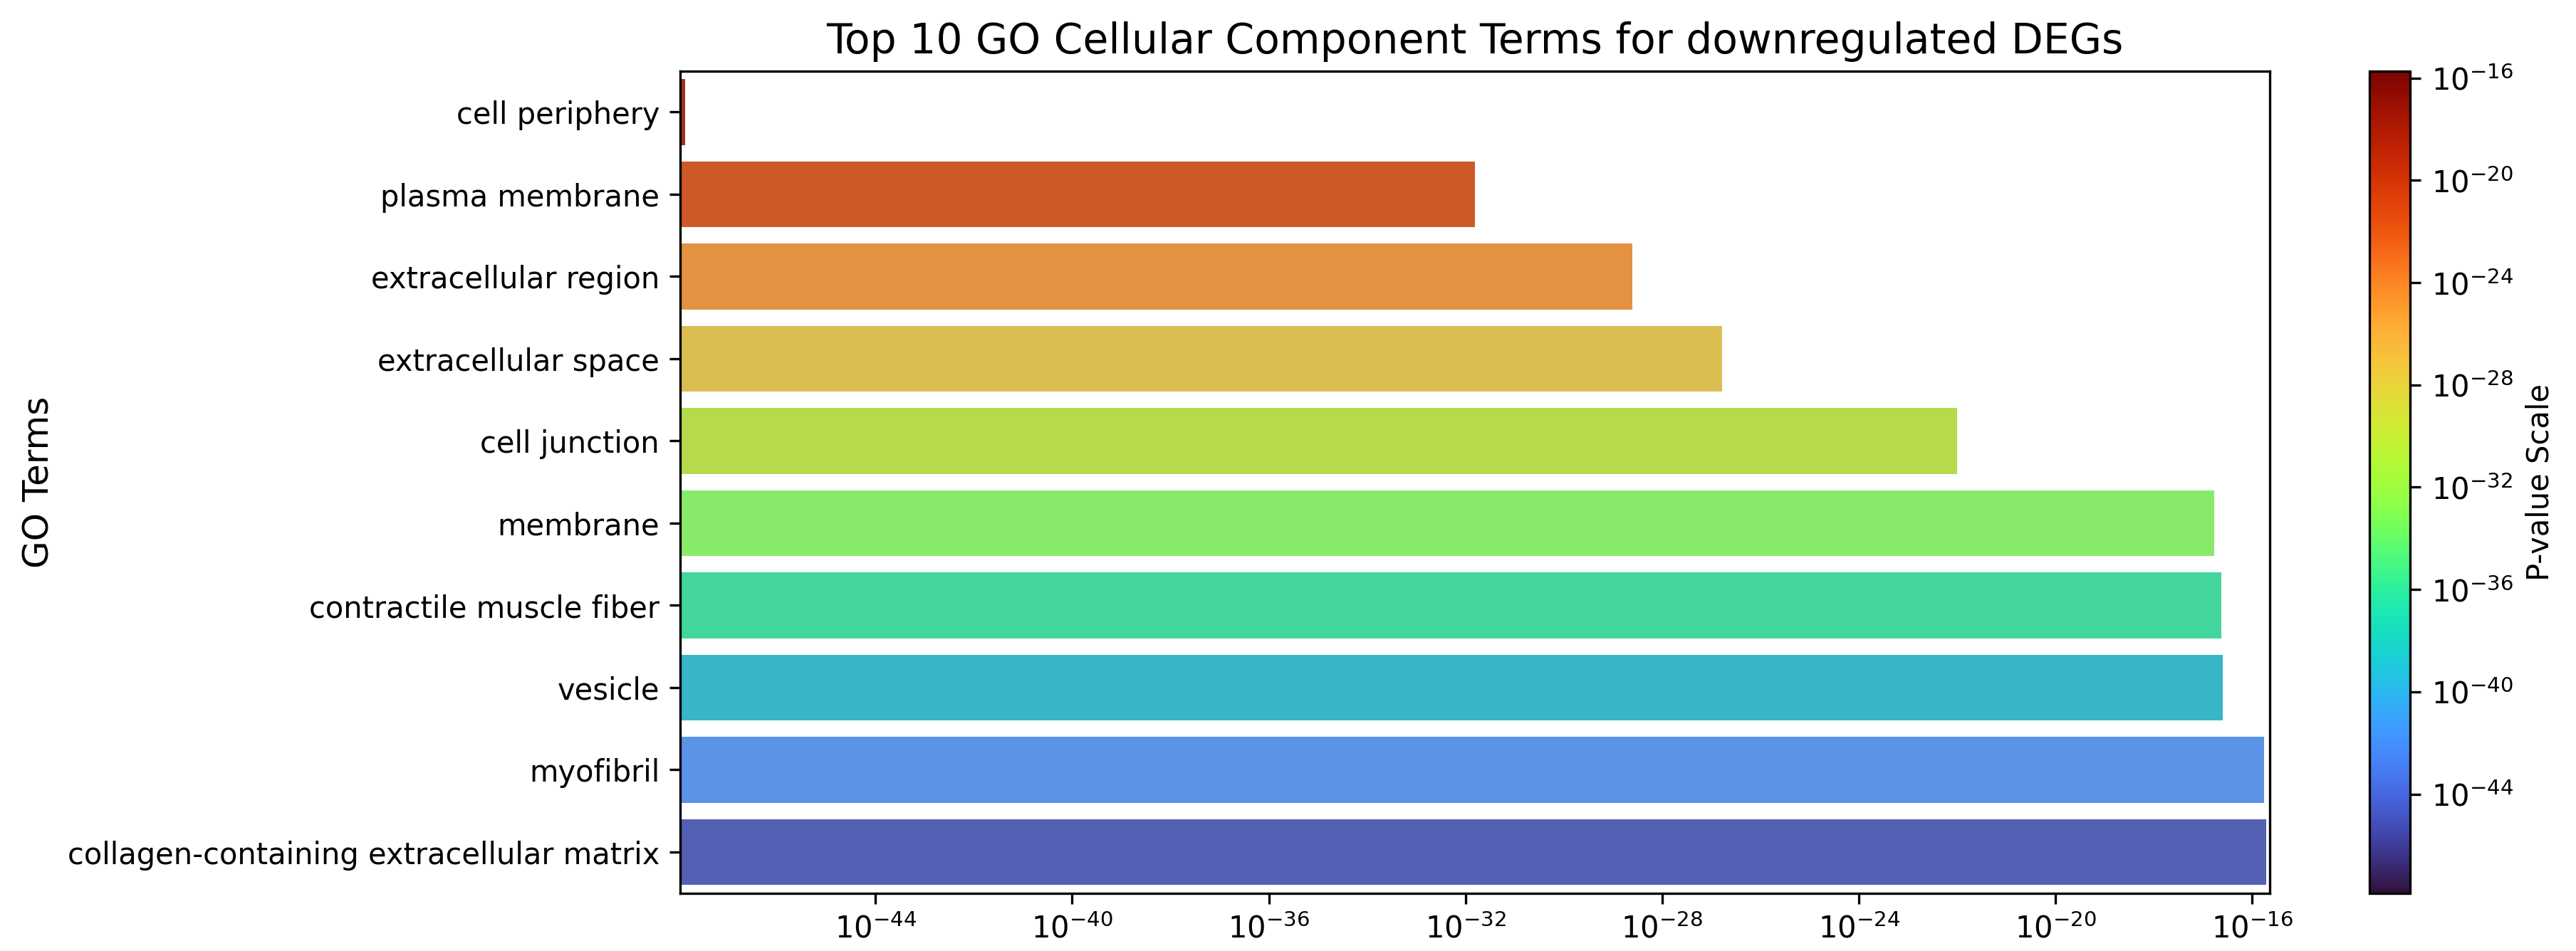 Top 10 GO Cellular Component Terms for downregulated DEGs
GO Terms
cell periphery
plasma membrane
extracellular region
extracellular space
cell junction
membrane
contractile muscle fiber
vesicle
myofibril
collagen-containing extracellular matrix
10⁻⁴⁴ 10⁻⁴⁰ 10⁻³⁶ 10⁻³² 10⁻²⁸ 10⁻²⁴ 10⁻²⁰ 10⁻¹⁶
10⁻¹⁶
10⁻²⁰
10⁻²⁴
10⁻²⁸
10⁻³²
10⁻³⁶
10⁻⁴⁰
10⁻⁴⁴
P-value Scale